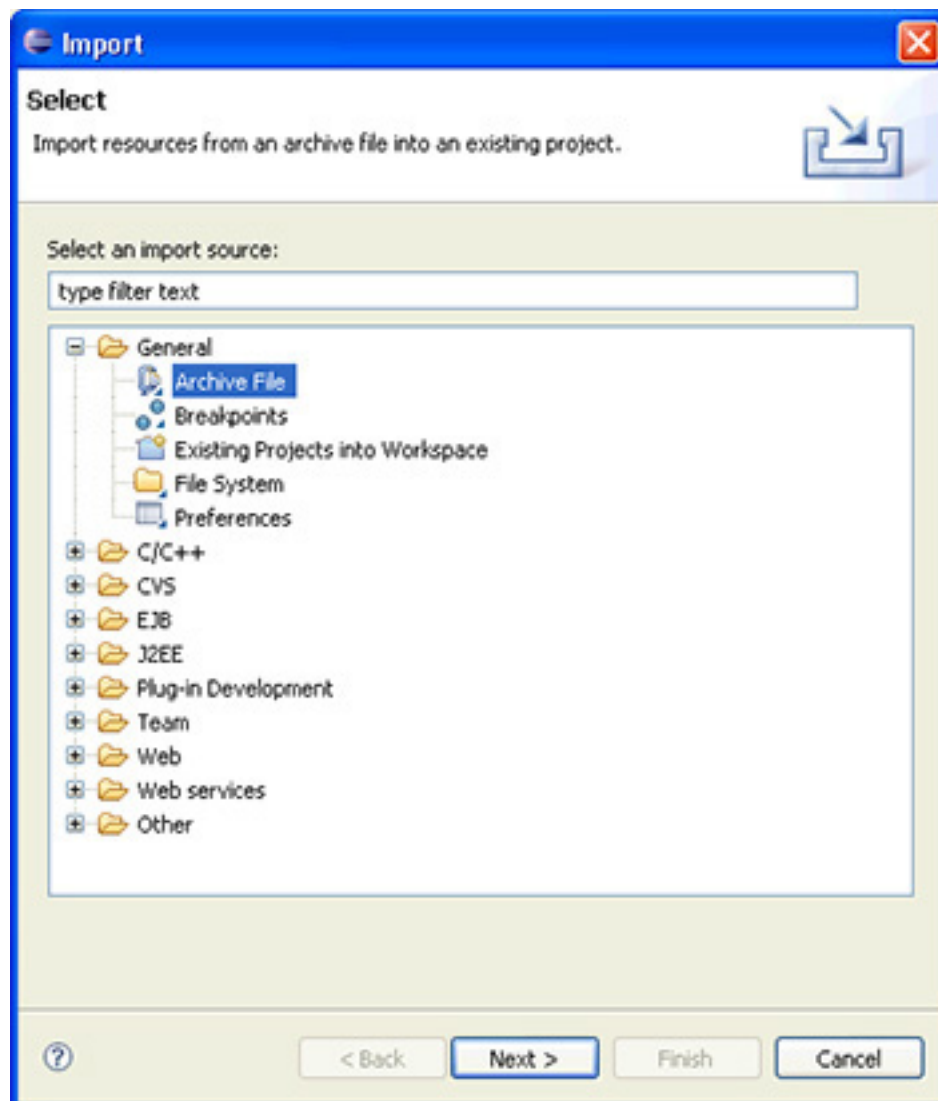 Import
Select
Import resources from an archive file into an existing project.
Select an import source:
type filter text
General
Archive File
Breakpoints
Existing Projects into Workspace
File System
Preferences
C/C++
CVS
EJB
J2EE
Plug-in Development
Team
Web
Web services
Other
? < Back Next > Finish Cancel